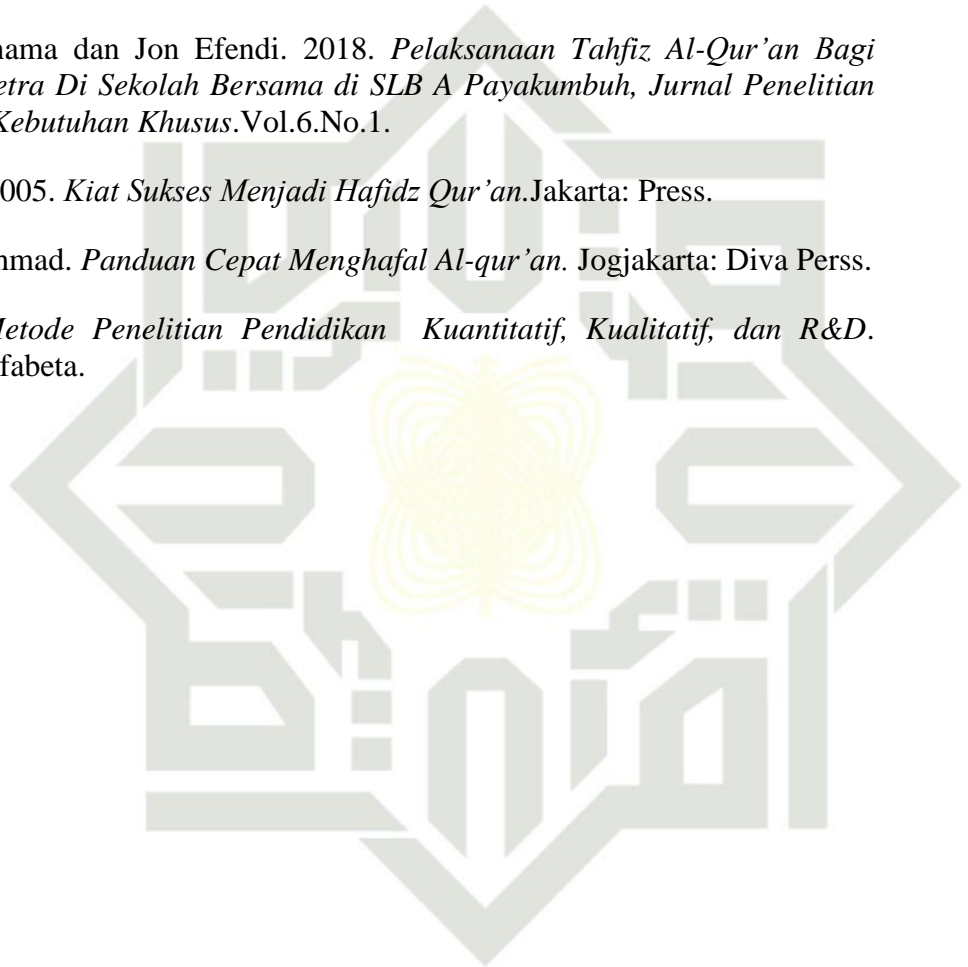 nama dan Jon Efendi. 2018. Pelaksanaan Tahfiz Al-Qur’an Bagi
etra Di Sekolah Bersama di SLB A Payakumbuh, Jurnal Penelitian
Kebutuhan Khusus.Vol.6.No.1.
005. Kiat Sukses Menjadi Hafidz Qur’an.Jakarta: Press.
hmad. Panduan Cepat Menghafal Al-qur’an. Jogjakarta: Diva Perss.
Metode Penelitian Pendidikan Kuantitatif, Kualitatif, dan R&D.
fabeta.